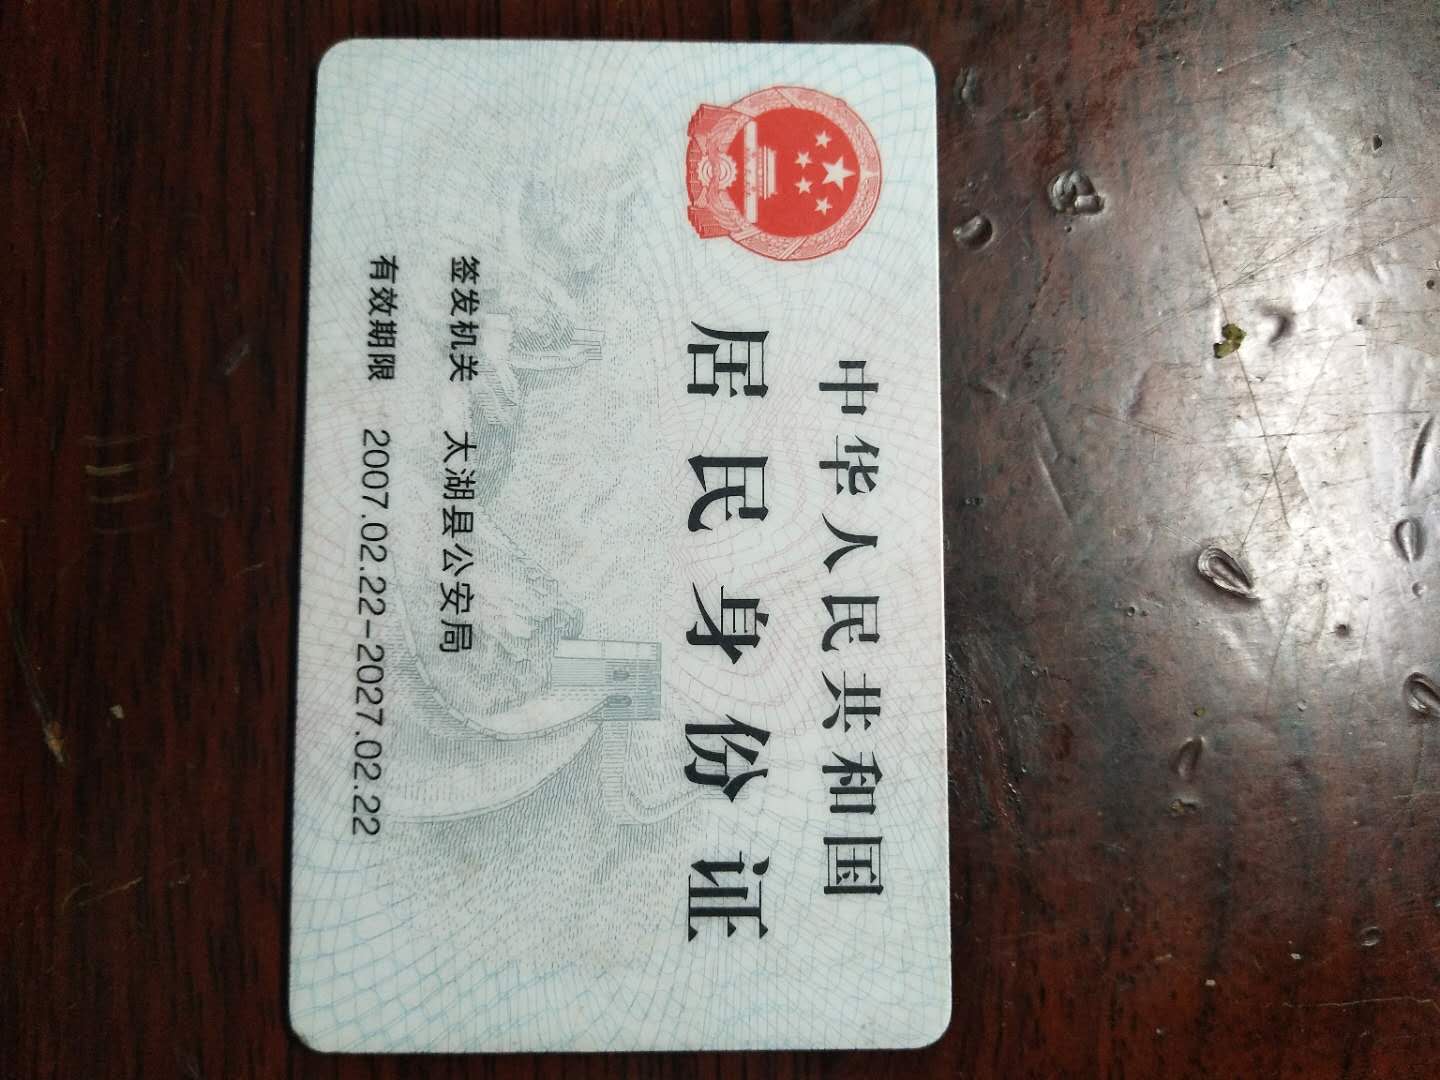 中华人民共和国
居民身份证
签发机关 太湖县公安局
有效期限 2007.02.22-2027.02.22